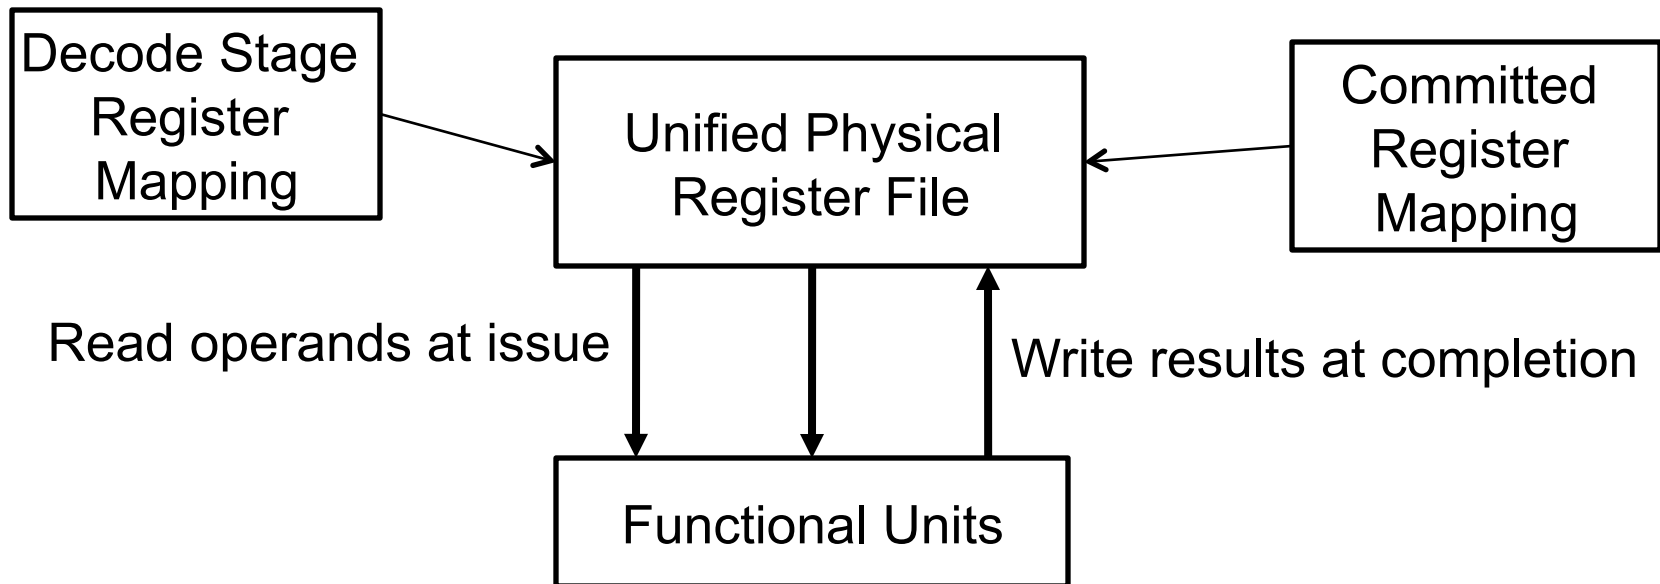 Decode Stage
Register
Mapping
Unified Physical
Register File
Committed
Register
Mapping
Read operands at issue
Write results at completion
Functional Units